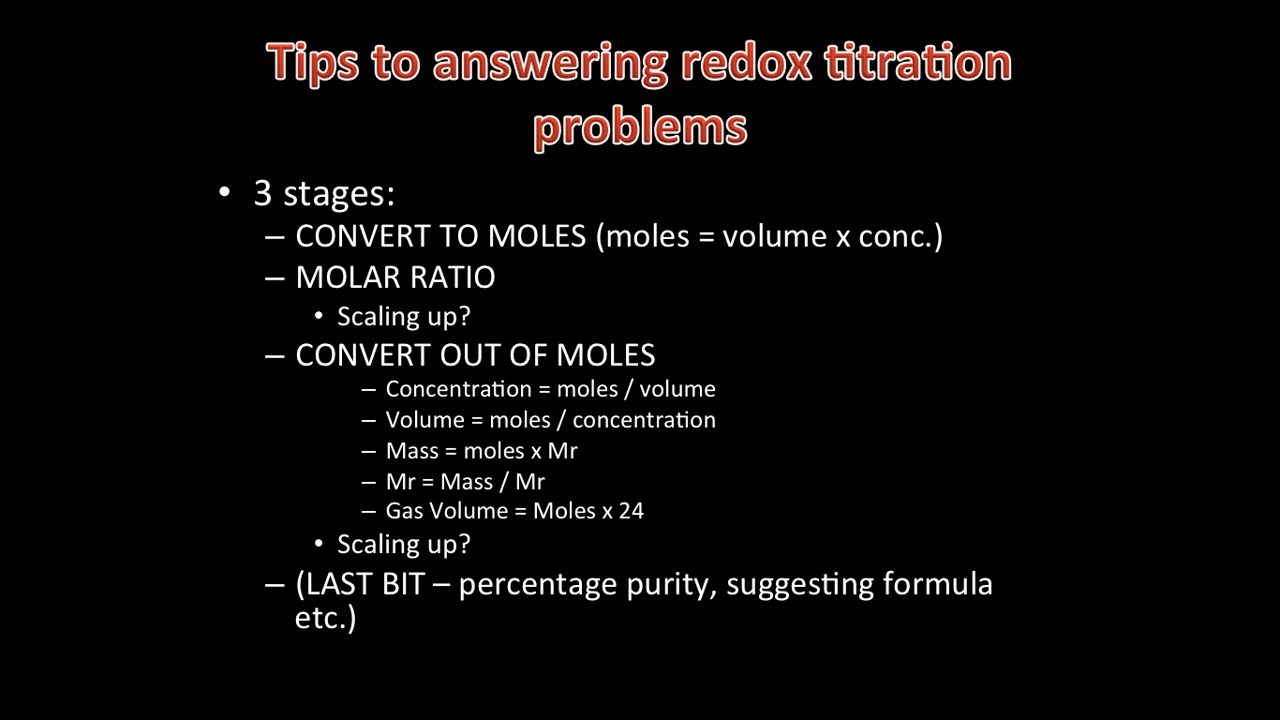 Tips to answering redox titration
problems
• 3 stages:
– CONVERT TO MOLES (moles = volume x conc.)
– MOLAR RATIO
• Scaling up?
– CONVERT OUT OF MOLES
– Concentration = moles / volume
– Volume = moles / concentration
– Mass = moles x Mr
– Mr = Mass / Mr
– Gas Volume = Moles x 24
• Scaling up?
– (LAST BIT – percentage purity, suggesting formula
etc.)